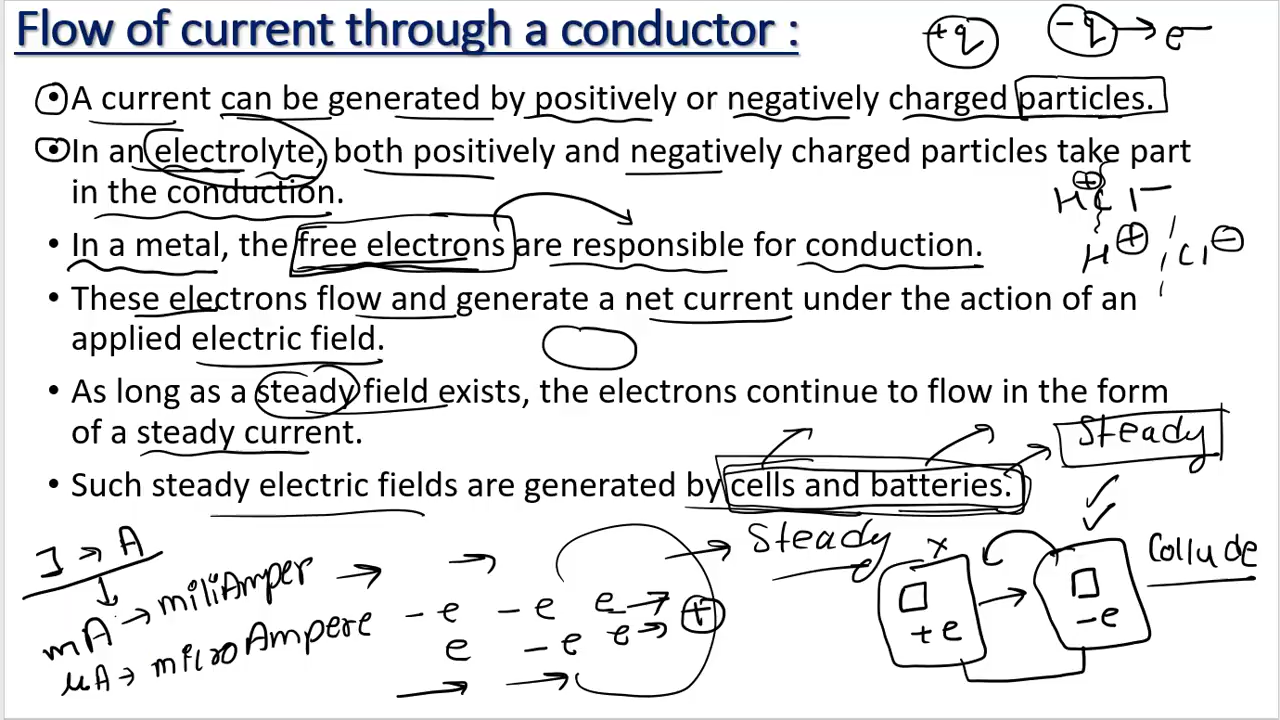 Flow of current through a conductor :
+q -q → e-
• A current can be generated by positively or negatively charged particles.
• In an electrolyte, both positively and negatively charged particles take part
in the conduction.
H+ Cl-
• In a metal, the free electrons are responsible for conduction.
H+ Cl-
• These electrons flow and generate a net current under the action of an
applied electric field.
• As long as a steady field exists, the electrons continue to flow in the form
of a steady current.
Steady
• Such steady electric fields are generated by cells and batteries.
I → A
Steady
x
Collude
mA → miliAmper
-e -e e → +
+e -e
μA → microAmpere
e -e e →